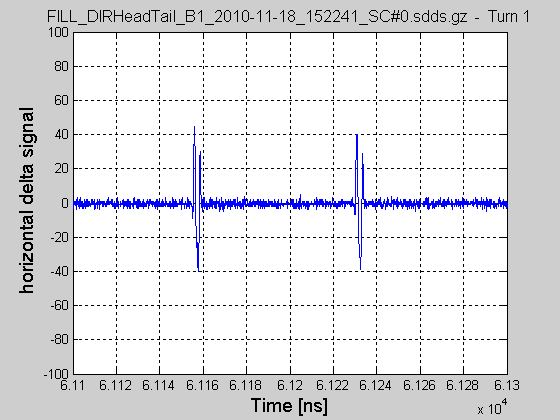 FILL_DIRHeadTail_B1_2010-11-18_152241_SC#0.sdds.gz - Turn 1
horizontal delta signal
100
80
60
40
20
0
-20
-40
-60
-80
-100
6.11 6.112 6.114 6.116 6.118 6.12 6.122 6.124 6.126 6.128 6.13
Time [ns]
x 10^4